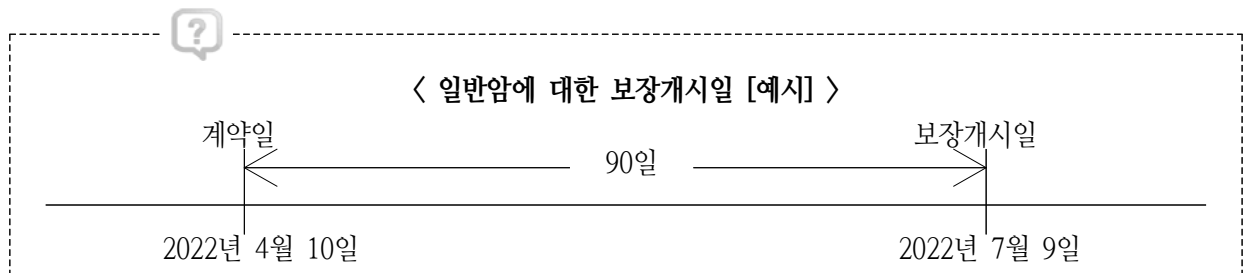 ?
< 일반암에 대한 보장개시일 [예시] >
계약일 보장개시일
90일
2022년 4월 10일 2022년 7월 9일